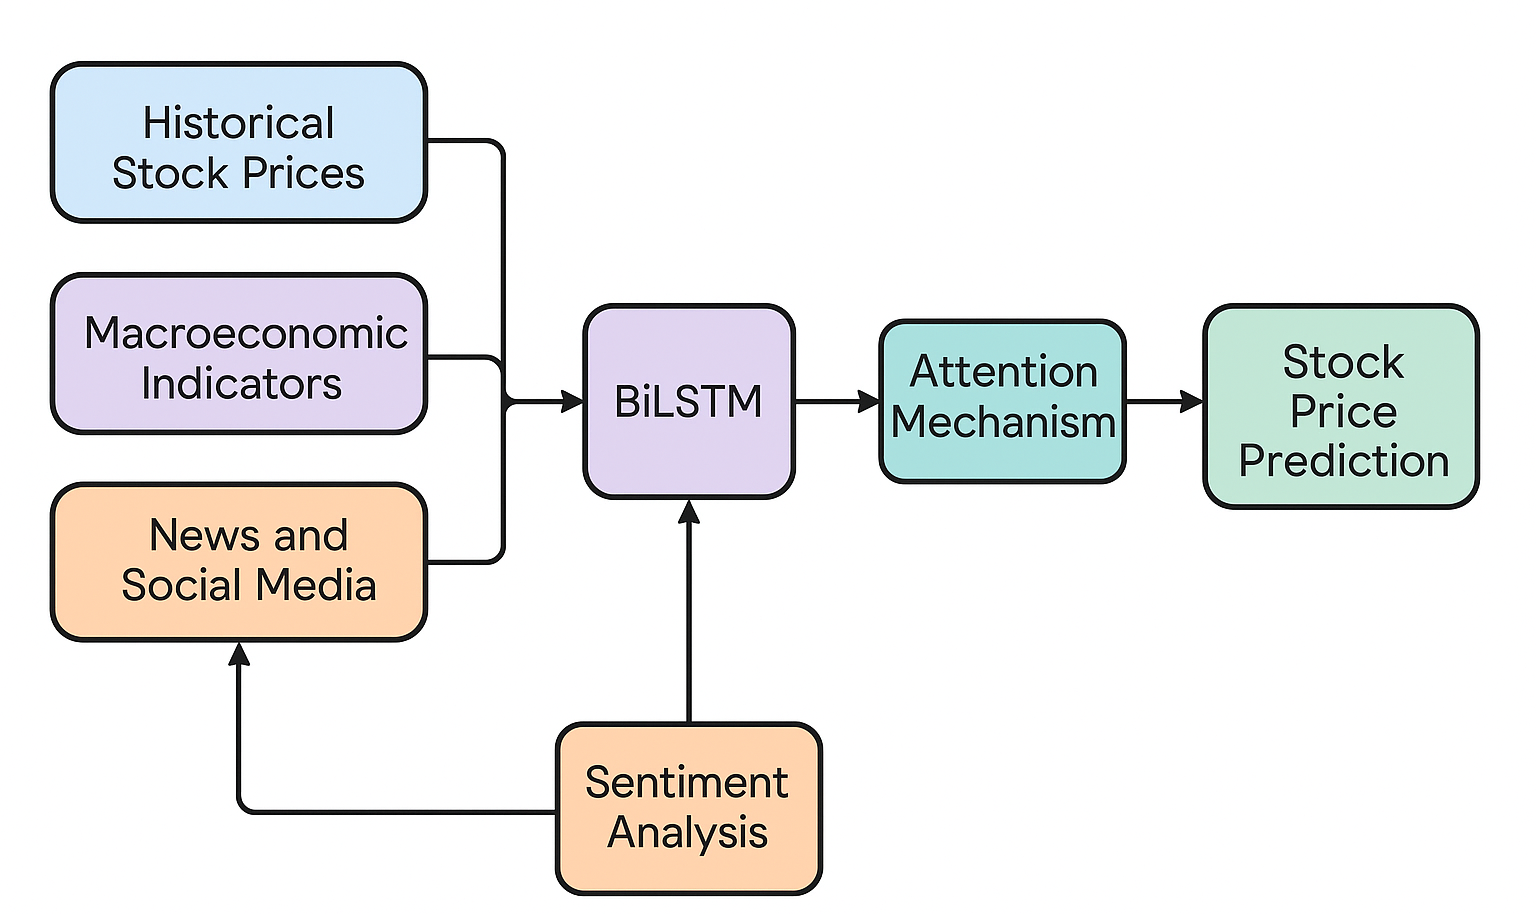 Historical
Stock Prices
Macroeconomic
Indicators
News and
Social Media
BiLSTM
Attention
Mechanism
Stock
Price
Prediction
Sentiment
Analysis